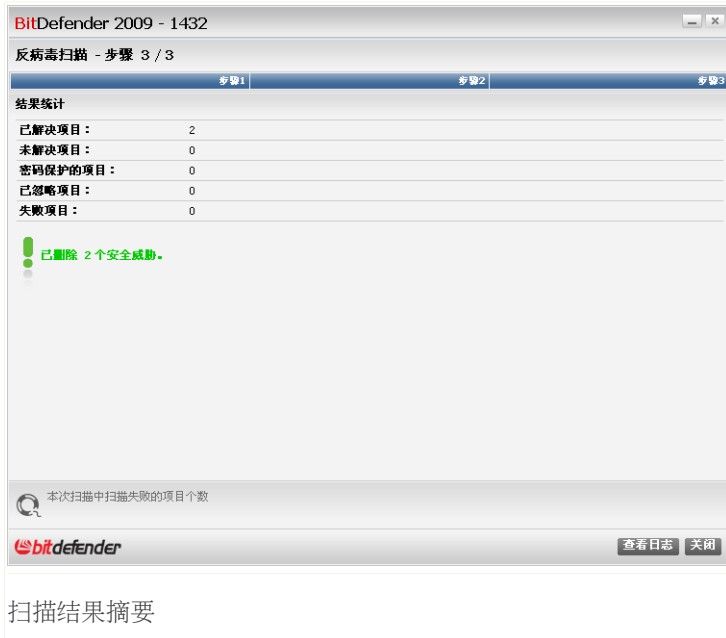 BitDefender 2009 - 1432
反病毒扫描 - 步骤 3 / 3
步骤1 步骤2 步骤3
结果统计
已解决项目： 2
未解决项目： 0
密码保护的项目： 0
已忽略项目： 0
失败项目： 0
已删除 2 个安全威胁。
本次扫描中扫描失败的项目个数
bitdefender 查看日志 关闭
扫描结果摘要